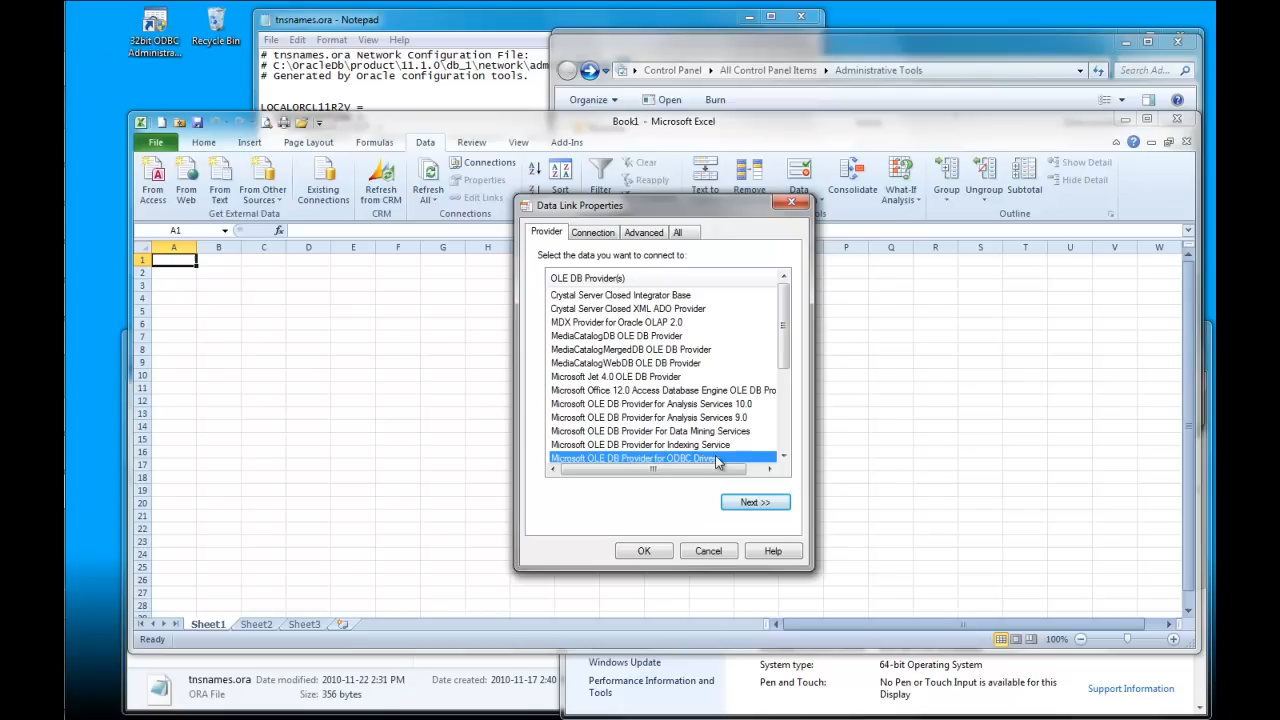 32bit ODBC
Administra...
Recycle Bin
tnsnames.ora - Notepad
File Edit Format View Help
# tnsnames.ora Network Configuration File:
# C:\OracleDb\product\11.1.0\db_1\network\adm
# Generated by Oracle configuration tools.
LOCALORCL11R2V =
Control Panel
All Control Panel Items
Administrative Tools
Search Ad...
Organize
Open
Burn
Book1 - Microsoft Excel
File Home Insert Page Layout Formulas Data Review View Add-Ins
From
Access
From
Web
From
Text
From Other
Sources
Existing
Connections
Get External Data
Refresh
from CRM
CRM
Refresh
All
Connections
Properties
Edit Links
Connections
Sort
Filter
Clear
Reapply
Text to
Remove
Data
Consolidate
What-If
Analysis
Group
Ungroup
Subtotal
Show Detail
Hide Detail
Outline
A1
fx
A B C D E F G H P Q R S T U V W
1
2
3
4
5
6
7
8
9
10
11
12
13
14
15
16
17
18
19
20
21
22
23
24
25
26
27
28
Data Link Properties
Provider Connection Advanced All
Select the data you want to connect to:
OLE DB Provider(s)
Crystal Server Closed Integrator Base
Crystal Server Closed XML ADO Provider
MDX Provider for Oracle OLAP 2.0
MediaCatalogDB OLE DB Provider
MediaCatalogMergedDB OLE DB Provider
MediaCatalogWebDB OLE DB Provider
Microsoft Jet 4.0 OLE DB Provider
Microsoft Office 12.0 Access Database Engine OLE DB Pro
Microsoft OLE DB Provider for Analysis Services 10.0
Microsoft OLE DB Provider for Analysis Services 9.0
Microsoft OLE DB Provider For Data Mining Services
Microsoft OLE DB Provider for Indexing Service
Microsoft OLE DB Provider for ODBC Driver
Next >>
OK Cancel Help
Sheet1 Sheet2 Sheet3
Ready
100%
tnsnames.ora
ORA File
Date modified: 2010-11-22 2:31 PM
Size: 356 bytes
Date created: 2010-11-17 2:40
Windows Update
Performance Information and
Tools
System type:
64-bit Operating System
Pen and Touch:
No Pen or Touch Input is available for this
Display
Support Information